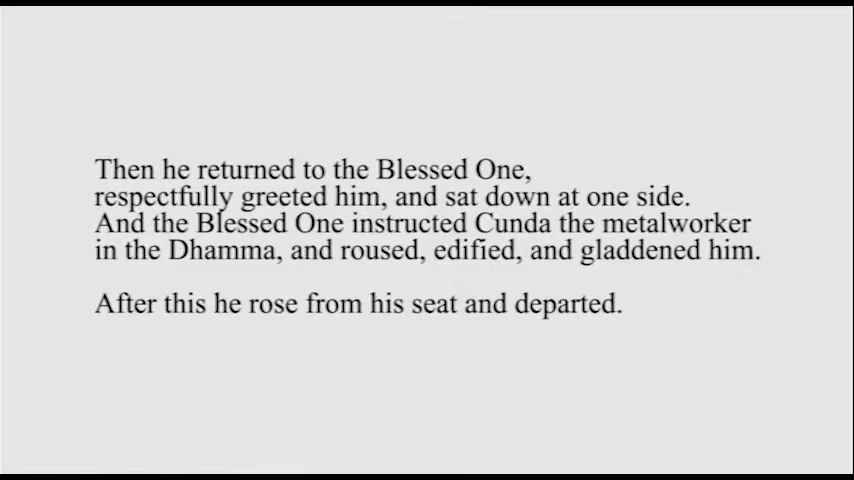 Then he returned to the Blessed One,
respectfully greeted him, and sat down at one side.
And the Blessed One instructed Cunda the metalworker
in the Dhamma, and roused, edified, and gladdened him.
After this he rose from his seat and departed.